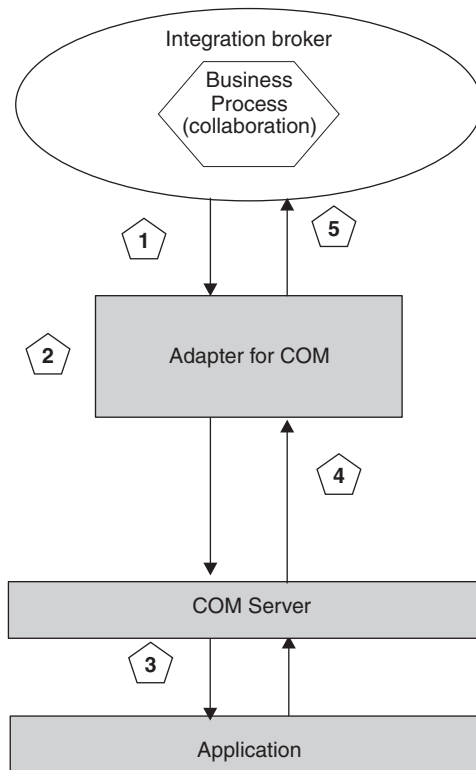 Integration broker
Business
Process
(collaboration)
1
5
2
Adapter for COM
4
COM Server
3
Application